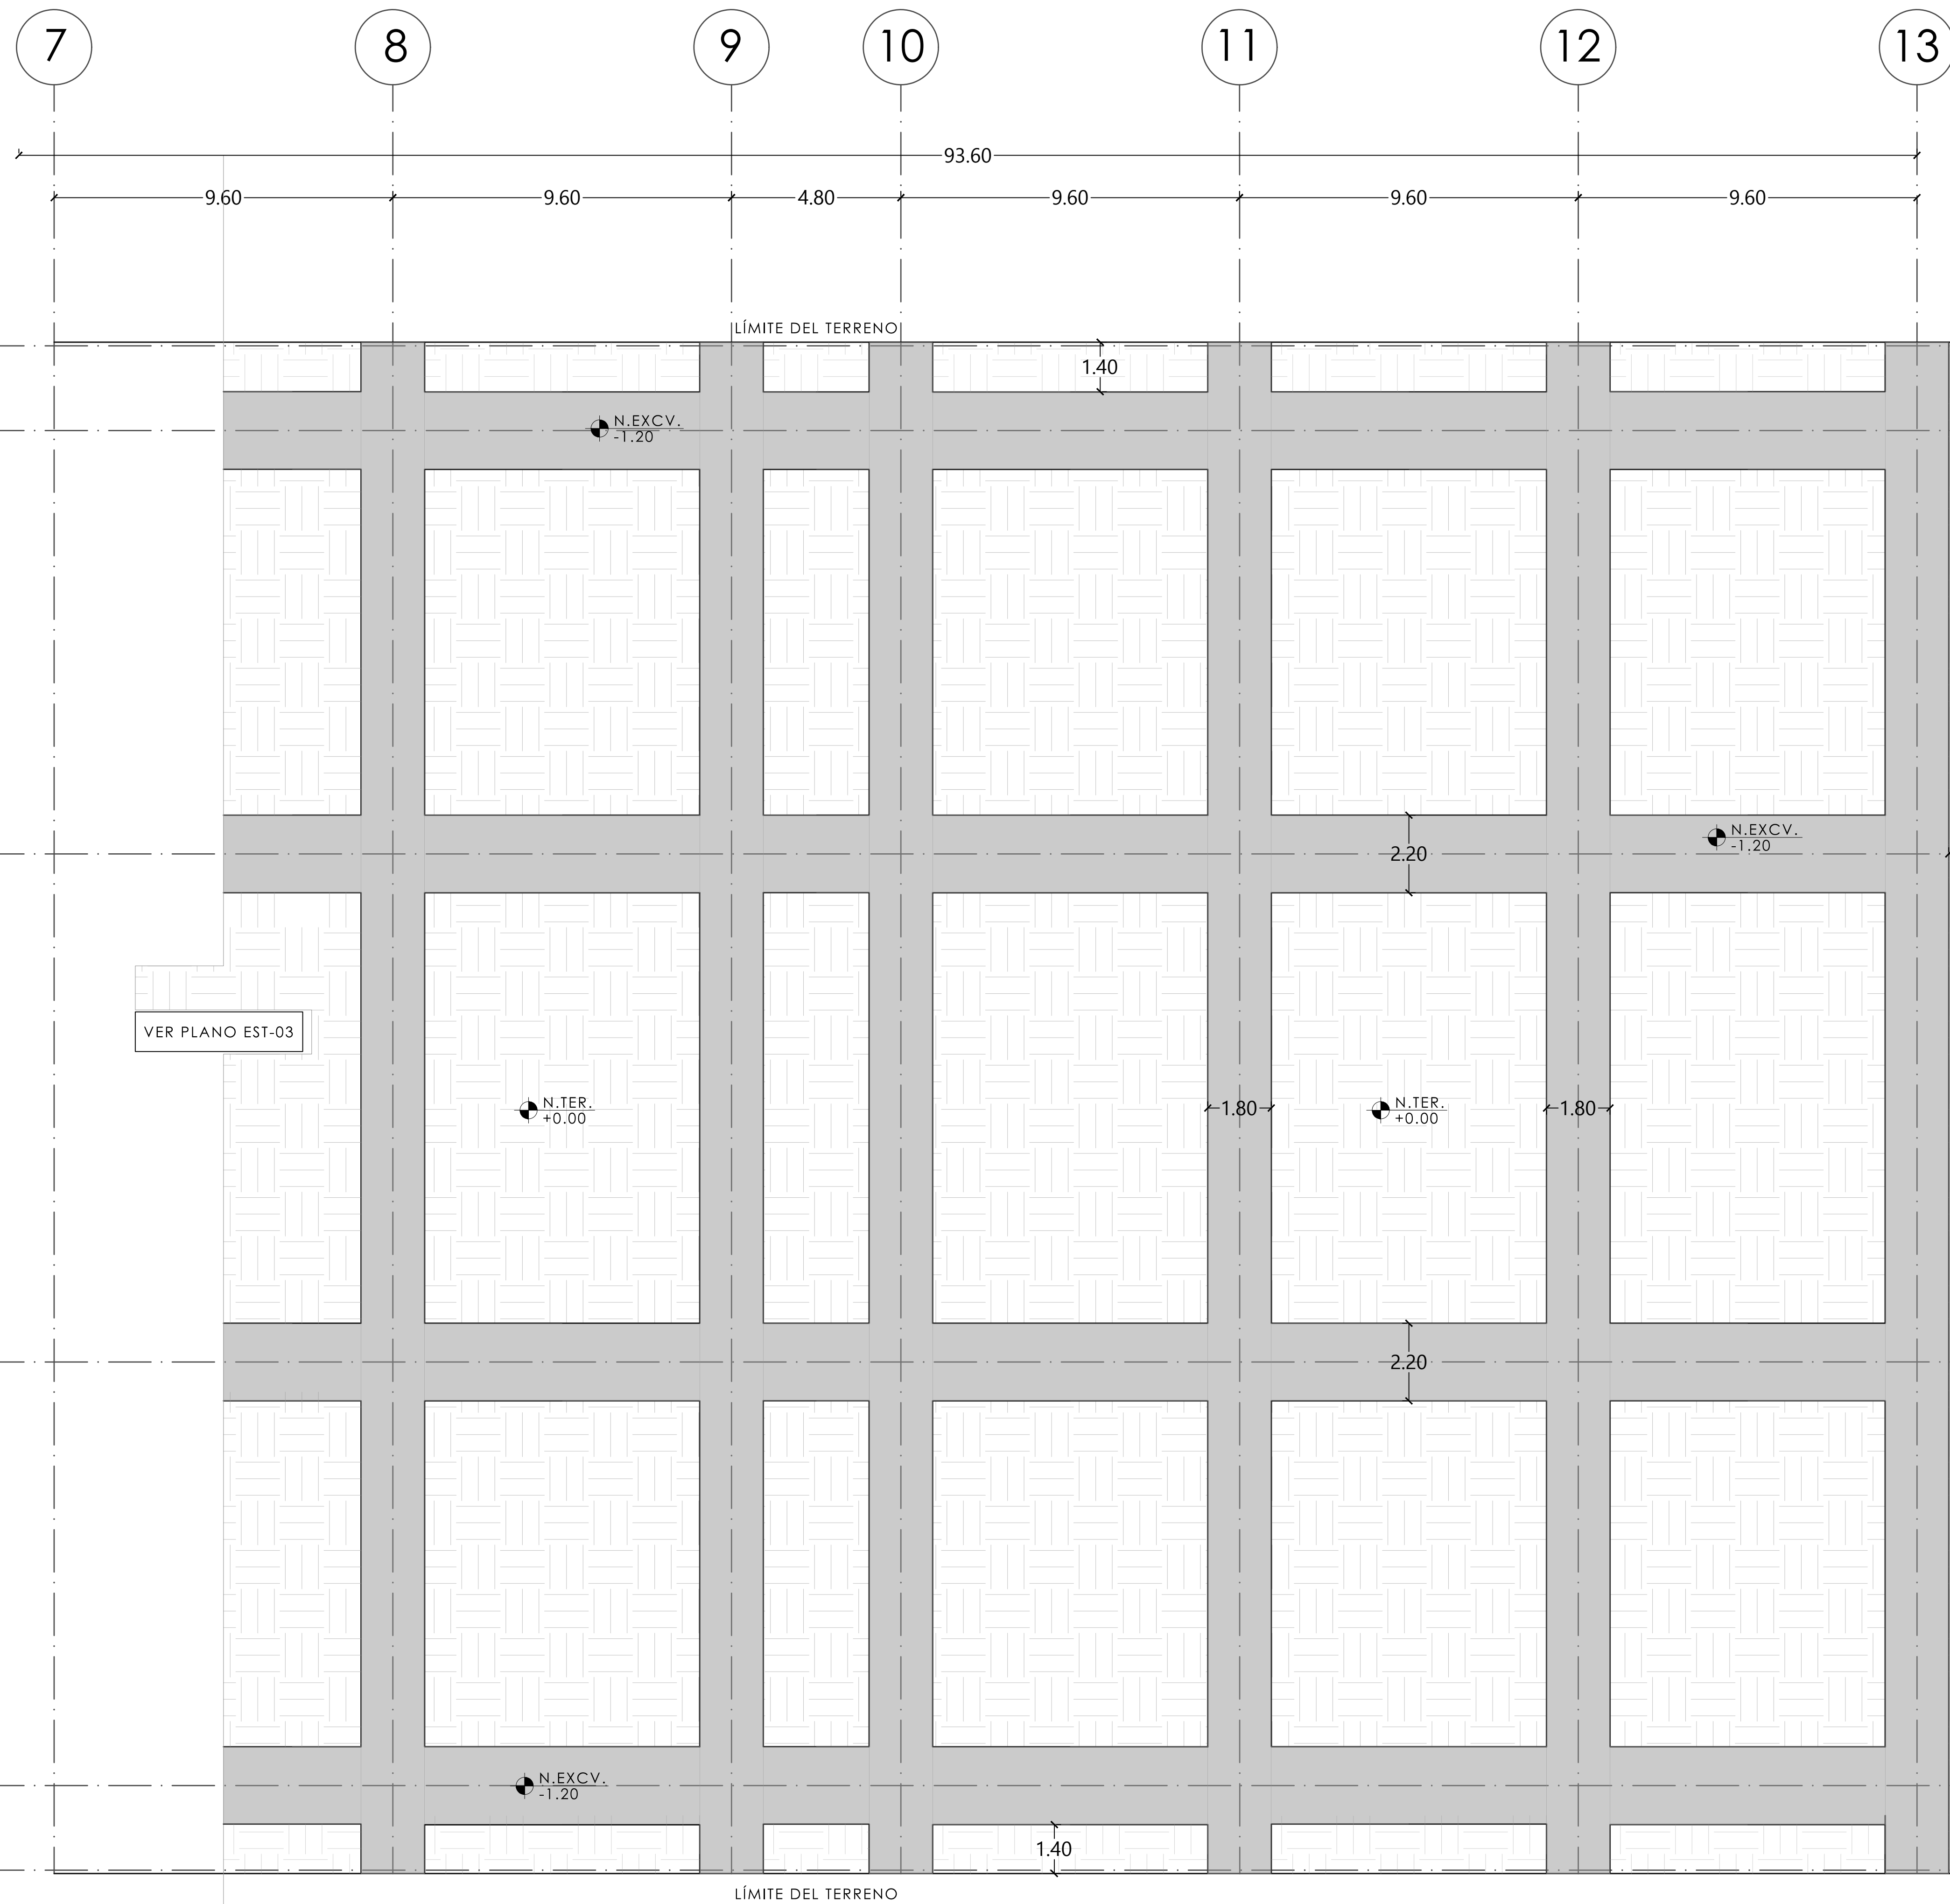 7 8 9 10 11 12 13
93.60
9.60 9.60 4.80 9.60 9.60 9.60
LÍMITE DEL TERRENO
1.40
N.EXCV.
-1.20
N.EXCV.
-1.20
2.20
VER PLANO EST-03
N.TER.
+0.00
1.80
N.TER.
+0.00
1.80
2.20
N.EXCV.
-1.20
1.40
LÍMITE DEL TERRENO